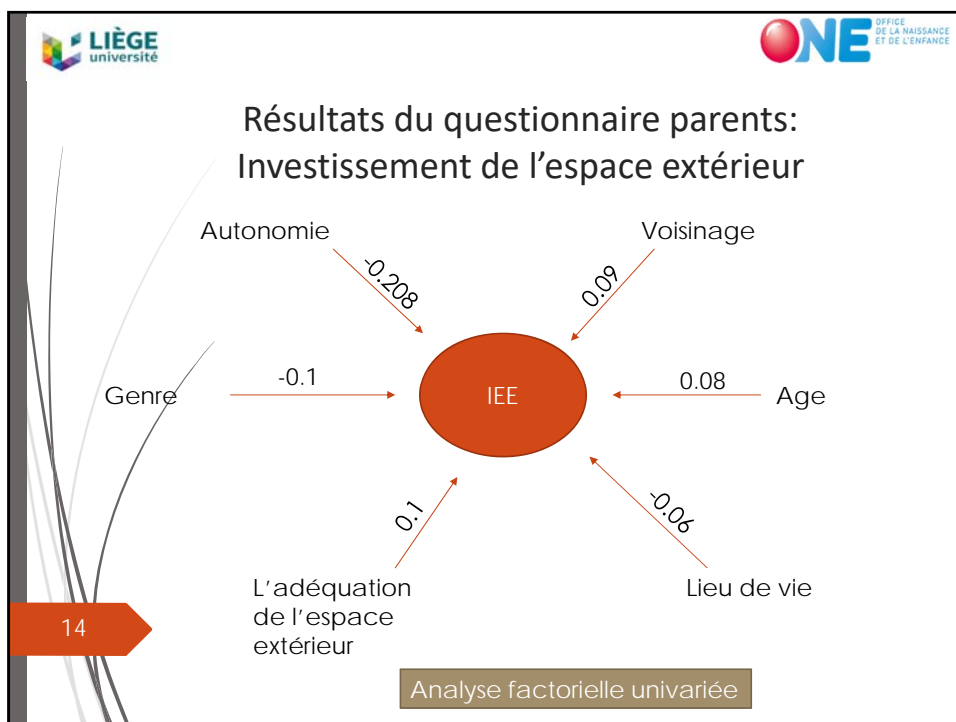 LIÈGE
université
ONE
OFFICE
DE LA NAISSANCE
ET DE L'ENFANCE
Résultats du questionnaire parents:
Investissement de l'espace extérieur
Autonomie
Voisinage
-0.208
0.09
Genre
-0.1
IEE
0.08
Age
0.1
-0.06
L'adéquation
de l'espace
extérieur
Lieu de vie
14
Analyse factorielle univariée